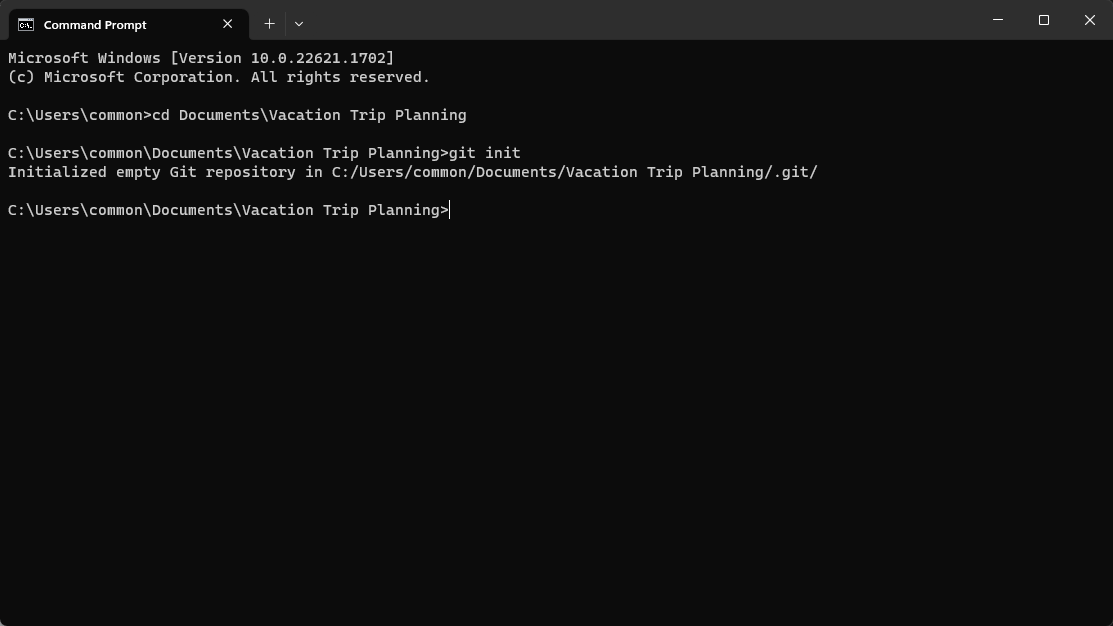 Command Prompt
Microsoft Windows [Version 10.0.22621.1702]
(c) Microsoft Corporation. All rights reserved.
C:\Users\common>cd Documents\Vacation Trip Planning
C:\Users\common\Documents\Vacation Trip Planning>git init
Initialized empty Git repository in C:/Users/common/Documents/Vacation Trip Planning/.git/
C:\Users\common\Documents\Vacation Trip Planning>